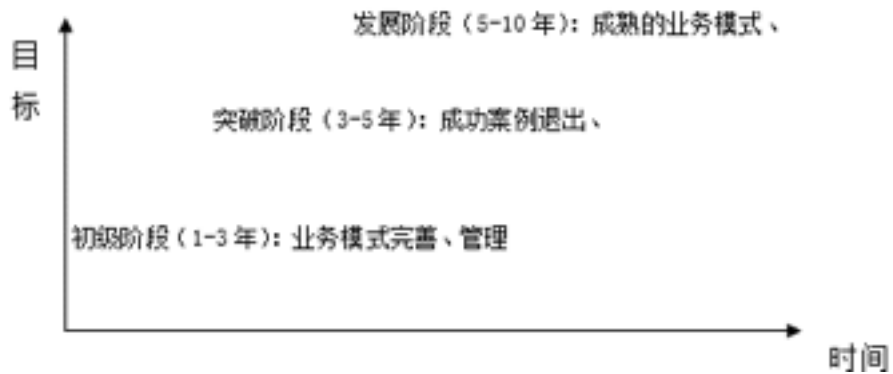 发展阶段（5-10 年）：成熟的业务模式、
目
标
突破阶段（3-5 年）：成功案例退出、
初级阶段（1-3 年）：业务模式完善、管理
时间